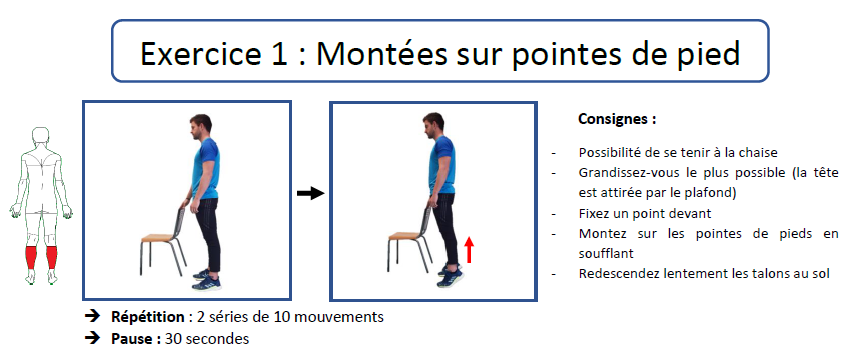 Exercice 1 : Montées sur pointes de pied
Consignes :
- Possibilité de se tenir à la chaise
- Grandissez-vous le plus possible (la tête
est attirée par le plafond)
- Fixez un point devant
- Montez sur les pointes de pieds en
soufflant
- Redescendez lentement les talons au sol
➔ Répétition : 2 séries de 10 mouvements
➔ Pause : 30 secondes